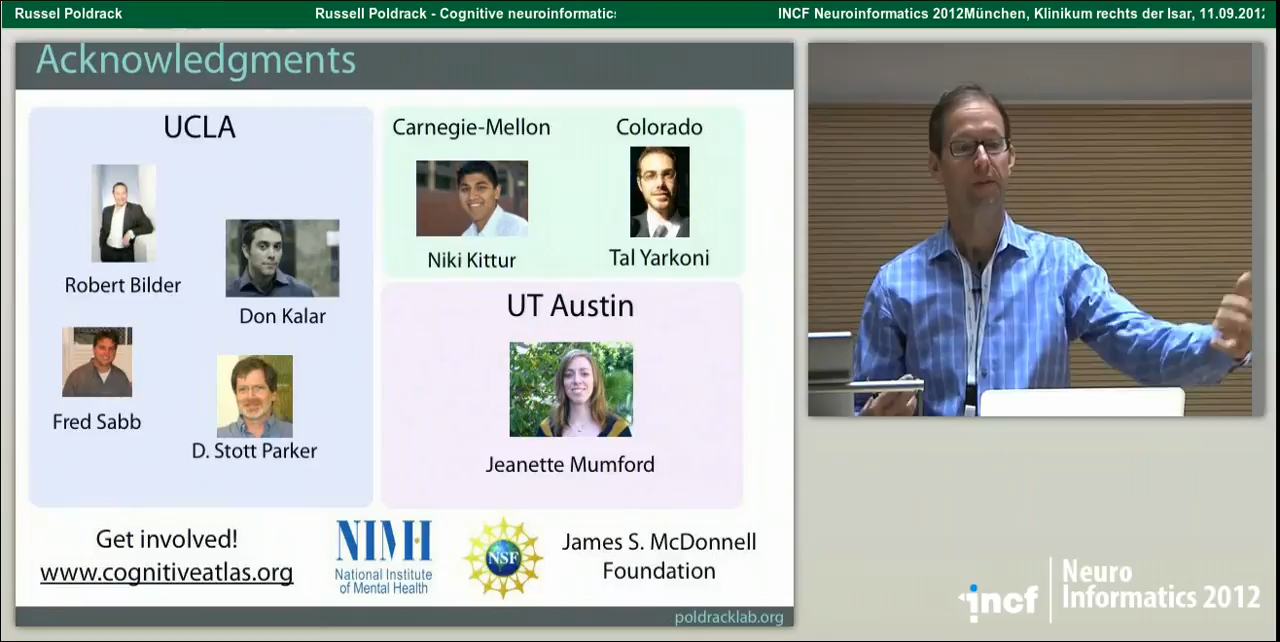 Russel Poldrack
Russell Poldrack - Cognitive neuroinformatics
INCF Neuroinformatics 2012München, Klinikum rechts der Isar, 11.09.2012
Acknowledgments
UCLA
Robert Bilder
Don Kalar
Fred Sabb
D. Stott Parker
Carnegie-Mellon
Niki Kittur
Colorado
Tal Yarkoni
UT Austin
Jeanette Mumford
Get involved!
www.cognitiveatlas.org
NIMH
National Institute
of Mental Health
NSF
James S. McDonnell
Foundation
poldracklab.org
incf
Neuro
Informatics 2012